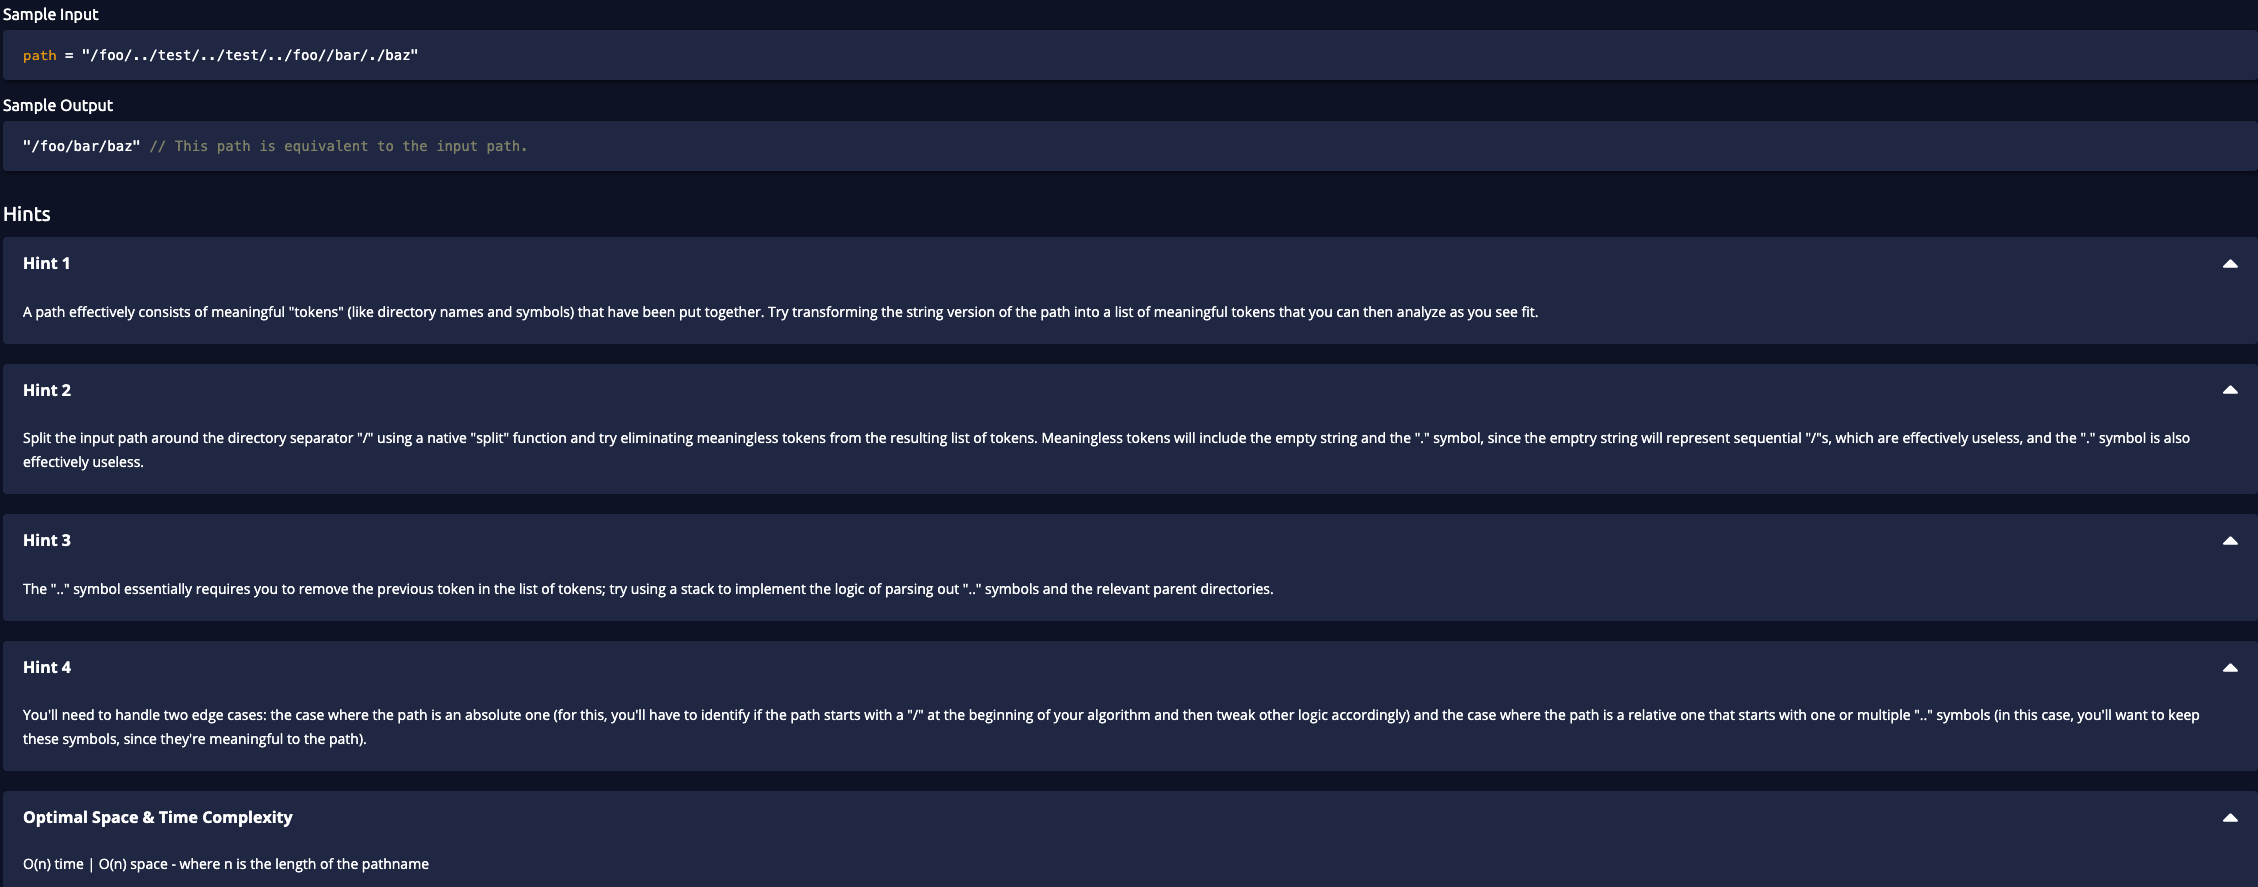 Sample Input
path = "/foo/../test/../test/../foo//bar/./baz"
Sample Output
"/foo/bar/baz" // This path is equivalent to the input path.
Hints
Hint 1
A path effectively consists of meaningful "tokens" (like directory names and symbols) that have been put together. Try transforming the string version of the path into a list of meaningful tokens that you can then analyze as you see fit.
Hint 2
Split the input path around the directory separator "/" using a native "split" function and try eliminating meaningless tokens from the resulting list of tokens. Meaningless tokens will include the empty string and the "." symbol, since the emptry string will represent sequential "/"s, which are effectively useless, and the "." symbol is also
effectively useless.
Hint 3
The ".." symbol essentially requires you to remove the previous token in the list of tokens; try using a stack to implement the logic of parsing out ".." symbols and the relevant parent directories.
Hint 4
You'll need to handle two edge cases: the case where the path is an absolute one (for this, you'll have to identify if the path starts with a "/" at the beginning of your algorithm and then tweak other logic accordingly) and the case where the path is a relative one that starts with one or multiple ".." symbols (in this case, you'll want to keep
these symbols, since they're meaningful to the path).
Optimal Space & Time Complexity
O(n) time | O(n) space - where n is the length of the pathname